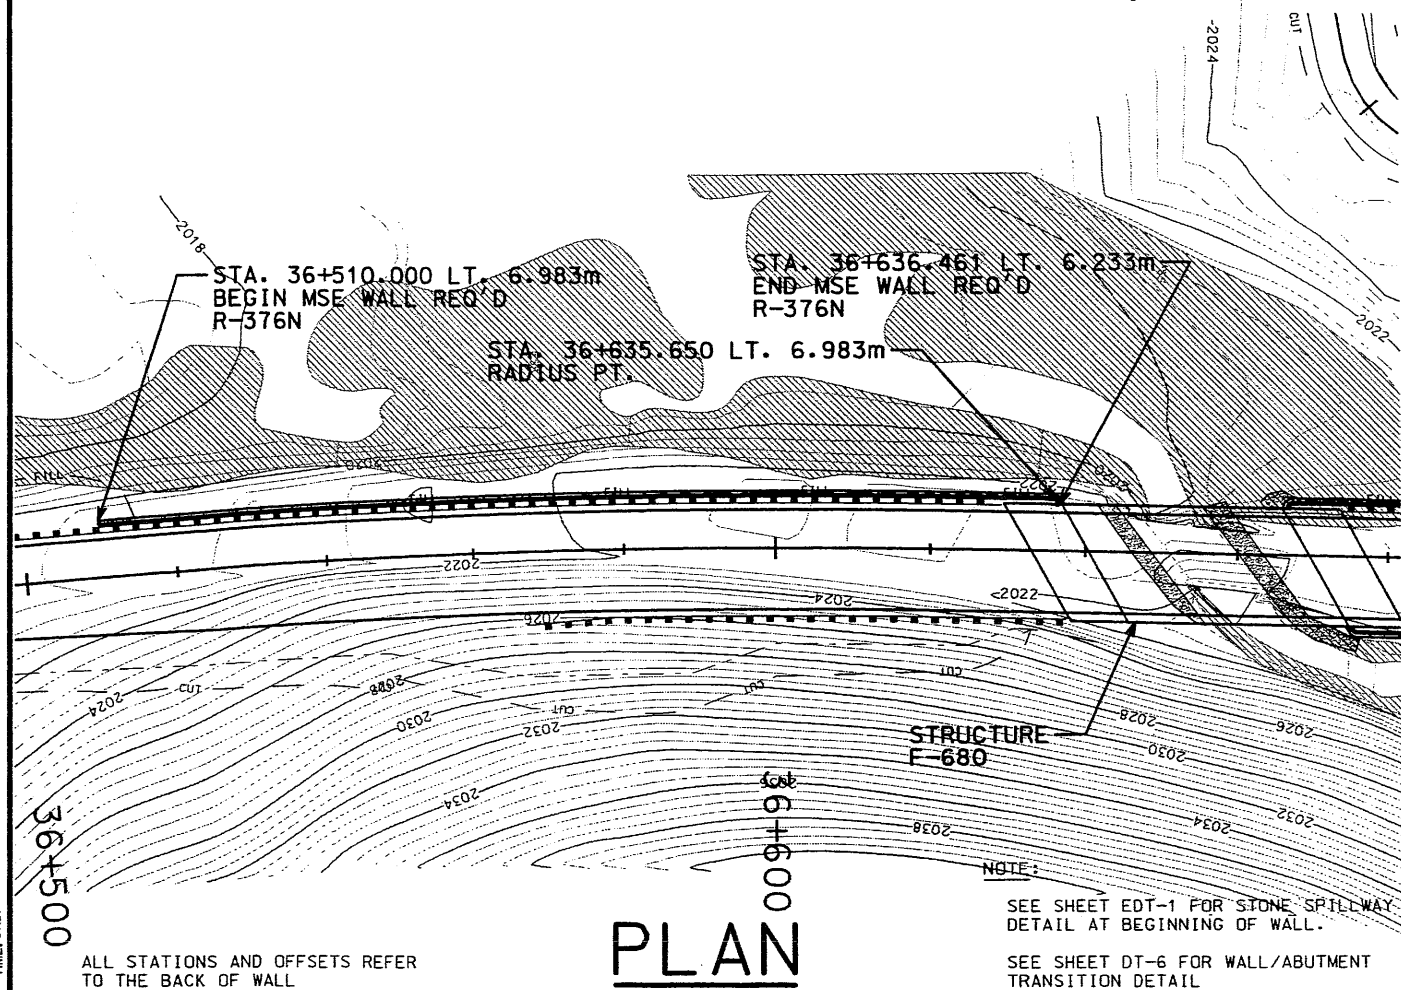 -2024
CUT
2018
STA. 36+510.000 LT. 6.983m
BEGIN MSE WALL REQ'D
R-376N
STA. 36+636.461 LT. 6.233m
END MSE WALL REQ'D
R-376N
2022
STA. 36+635.650 LT. 6.983m
RADIUS PT.
FILL
2020
2022
2020
2022
<2022
2024
2026
CUT
2024
2028
CUT
CUT
CUT
2030
2032
2028
2026
2030
STRUCTURE
F-680
2034
2036
2038
2034
2032
36+500
36+600
NOTE:
SEE SHEET EDT-1 FOR STONE SPILLWAY
DETAIL AT BEGINNING OF WALL.
SEE SHEET DT-6 FOR WALL/ABUTMENT
TRANSITION DETAIL
PLAN
ALL STATIONS AND OFFSETS REFER
TO THE BACK OF WALL